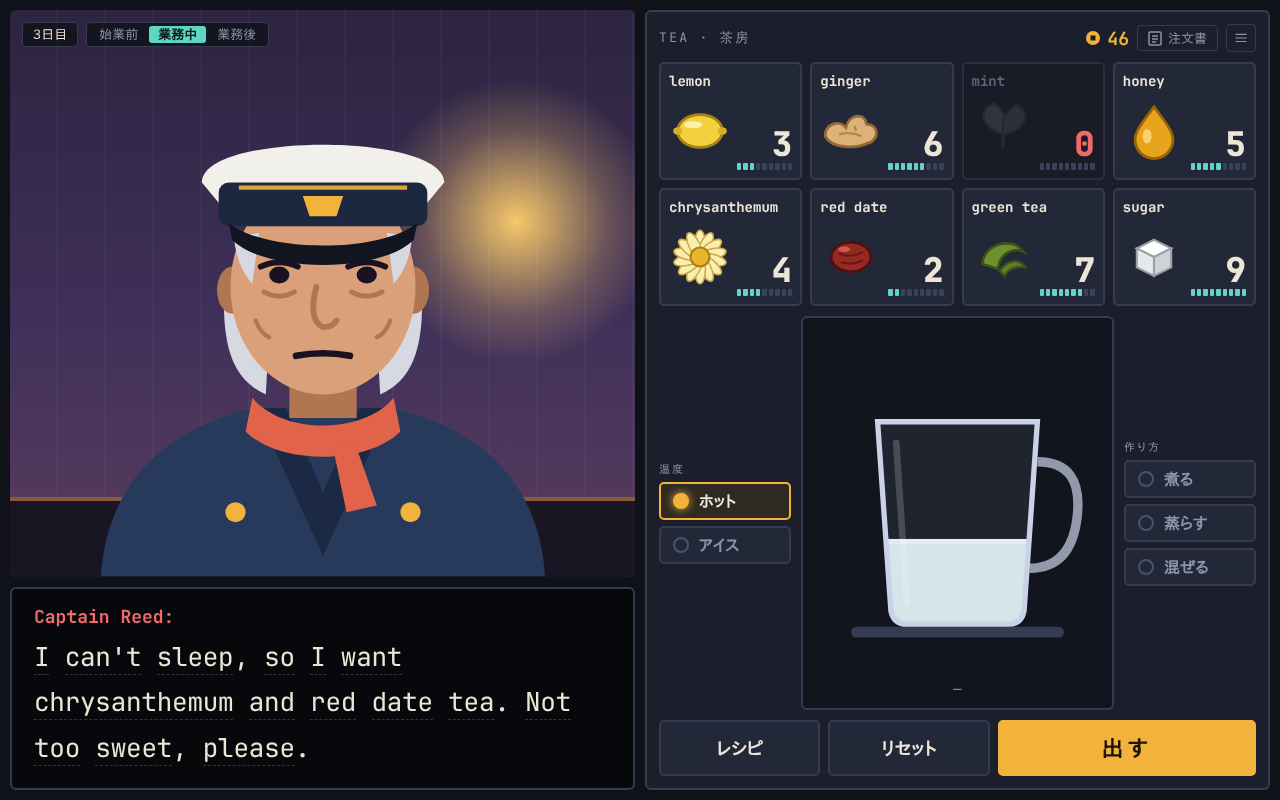 3日目 始業前 業務中 業務後
TEA · 茶房
46 注文書
lemon 3
ginger 6
mint 0
honey 5
chrysanthemum 4
red date 2
green tea 7
sugar 9
温度
ホット
アイス
作り方
煮る
蒸らす
混ぜる
—
レシピ リセット 出す
Captain Reed:
I can't sleep, so I want
chrysanthemum and red date tea. Not
too sweet, please.